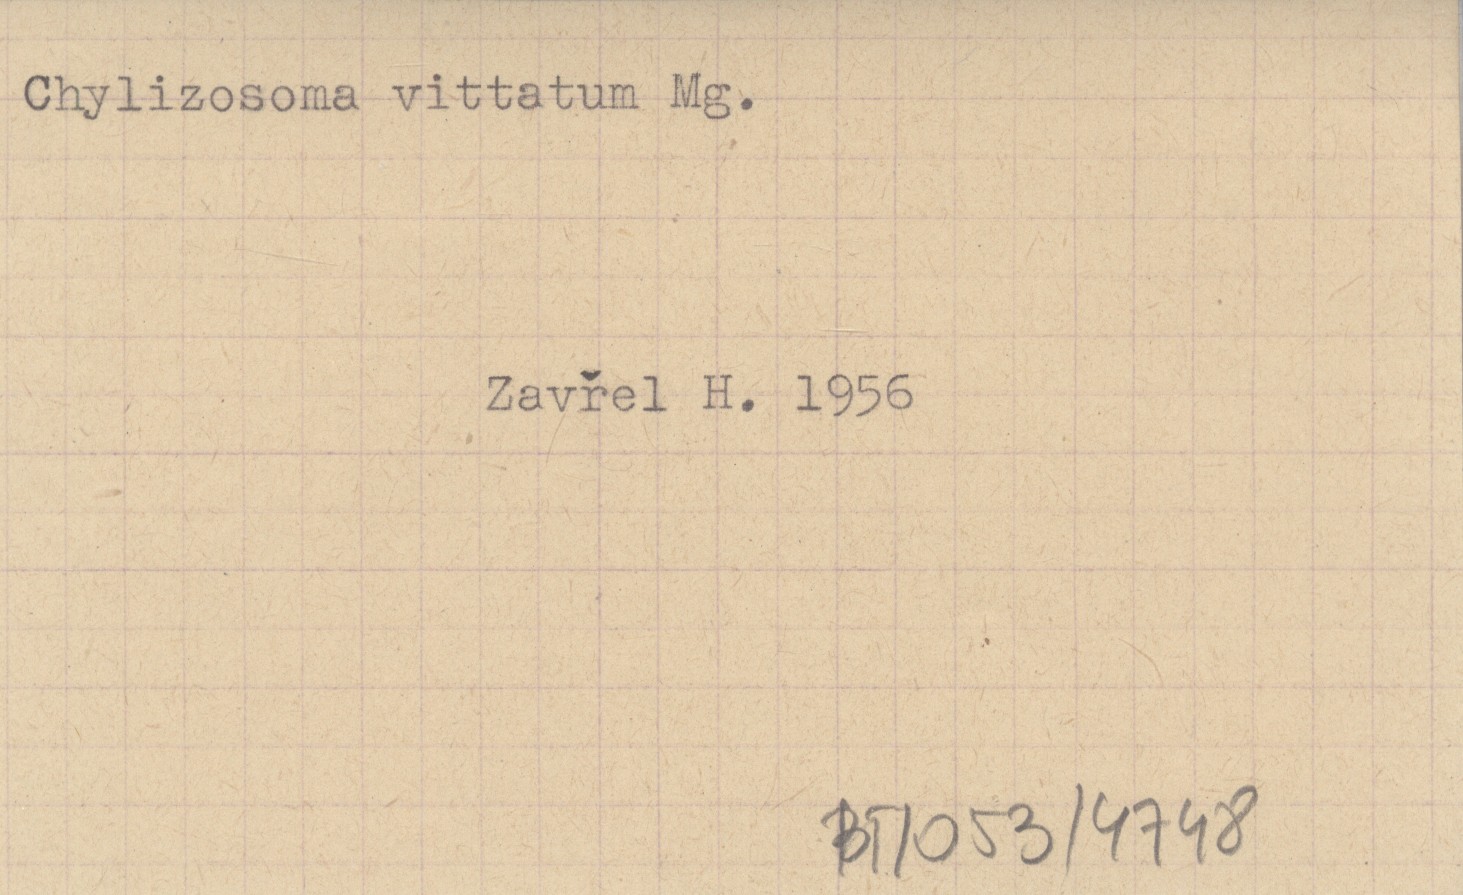 Chylizosoma vittatum Mg.
Zavřel H. 1956
BT/053/4748